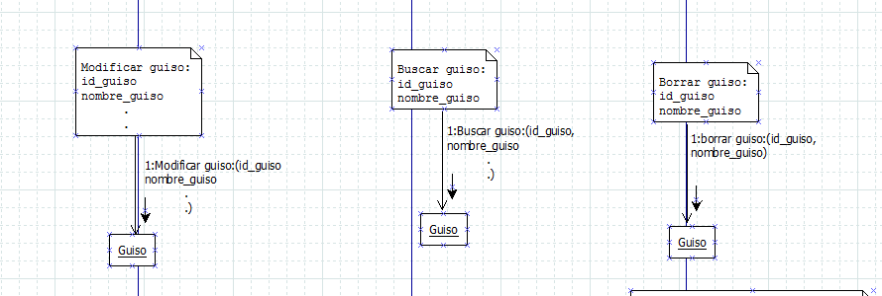 Modificar guiso:
id_guiso
nombre_guiso
.
.
1:Modificar guiso:(id_guiso
nombre_guiso
.
.)
Guiso
Buscar guiso:
id_guiso
nombre_guiso
1:Buscar guiso:(id_guiso,
nombre_guiso
.
.)
Guiso
Borrar guiso:
id_guiso
nombre_guiso
1:borrar guiso:(id_guiso,
nombre_guiso)
Guiso